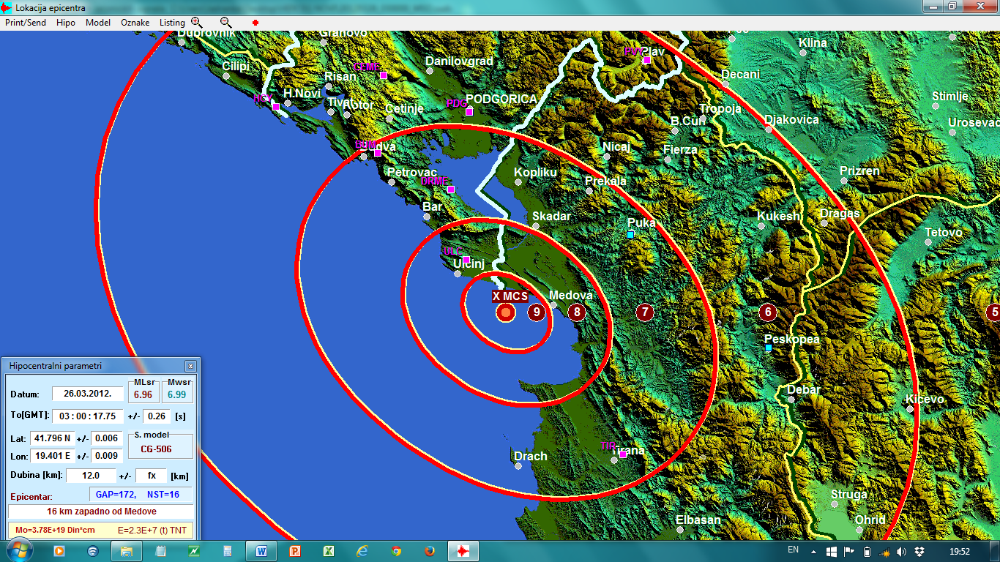 Lokacija epicentra
Print/Send Hipo Model Oznake Listing
Dubrovnik
Grahovo
Klina
Plav
Danilovgrad
Cilipi
CEME
Decani
Risan
Stimlje
H.Novi
PODGORICA
HCY
Tivat
Kotor
PDG
Cetinje
Tropoja
Djakovica
B.Curi
Urosevac
BUM
Budva
Nicaj
Fierza
Petrovac
Kopliku
Prizren
DRME
Prekala
Bar
Skadar
Kukesh
Dragas
Puka
Tetovo
ULC
Ulcinj
X MCS
Medova
9 8 7 6 5
Peskopea
Debar
Kicevo
TIR
Tirana
Drach
Struga
Elbasan
Ohrid
Hipocentralni parametri
MLsr Mwsr
Datum: 26.03.2012. 6.96 6.99
To[GMT]: 03 : 00 : 17.75 +/- 0.26 [s]
S. model
Lat: 41.796 N +/- 0.006
CG-506
Lon: 19.401 E +/- 0.009
Dubina [km]: 12.0 +/- fx [km]
Epicentar: GAP=172, NST=16
16 km zapadno od Medove
Mo=3.78E+19 Din*cm E=2.3E+7 (t) TNT
EN 19:52